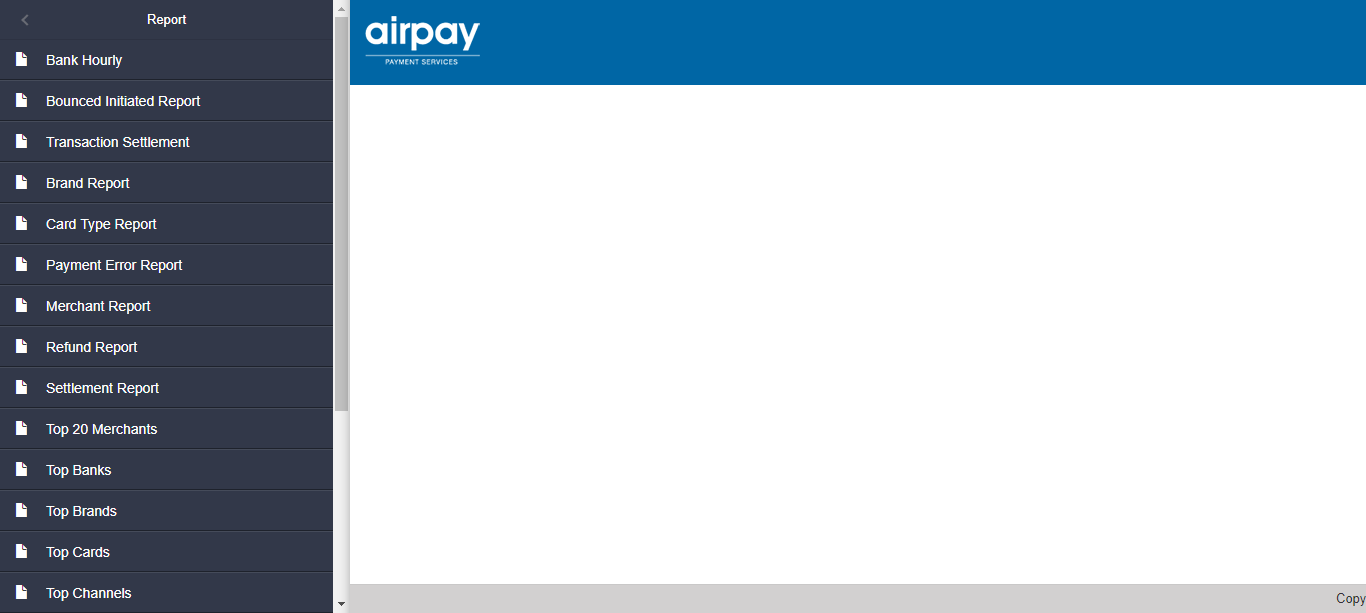 Report
Bank Hourly
Bounced Initiated Report
Transaction Settlement
Brand Report
Card Type Report
Payment Error Report
Merchant Report
Refund Report
Settlement Report
Top 20 Merchants
Top Banks
Top Brands
Top Cards
Top Channels
airpay
PAYMENT SERVICES
Copy